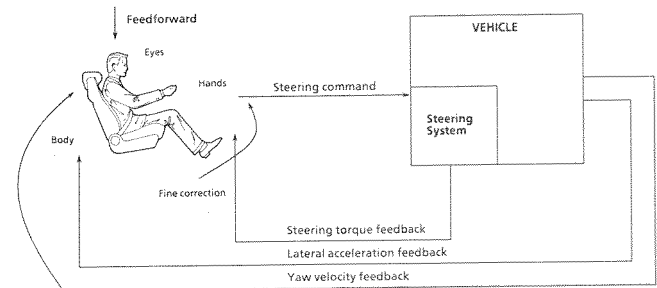 Feedforward
VEHICLE
Eyes
Hands
Steering command
Steering
System
Body
Fine correction
Steering torque feedback
Lateral acceleration feedback
Yaw velocity feedback